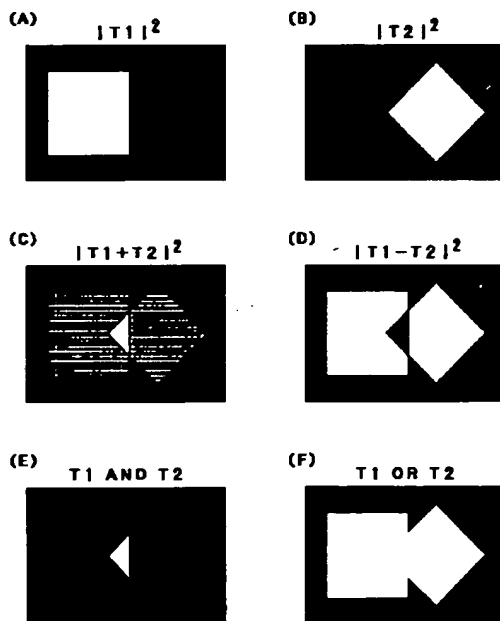 (A) |T1|²
(B) |T2|²
(C) |T1+T2|²
(D) |T1−T2|²
(E) T1 AND T2
(F) T1 OR T2